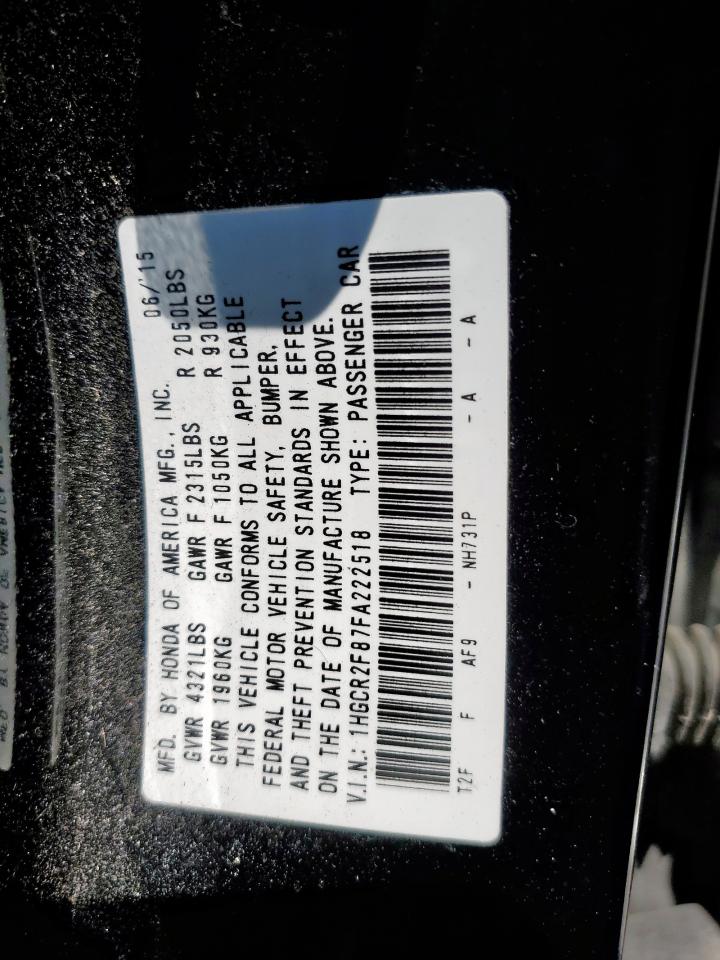 MFD. BY HONDA OF AMERICA MFG., INC. 06/'15
GVWR 4321LBS GAWR F 2315LBS R 2050LBS
GVWR 1960KG GAWR F 1050KG R 930KG
THIS VEHICLE CONFORMS TO ALL APPLICABLE
FEDERAL MOTOR VEHICLE SAFETY, BUMPER,
AND THEFT PREVENTION STANDARDS IN EFFECT
ON THE DATE OF MANUFACTURE SHOWN ABOVE.
V.I.N.: 1HGCR2F87FA222518 TYPE: PASSENGER CAR
T2F F AF9 - NH731P - A - A